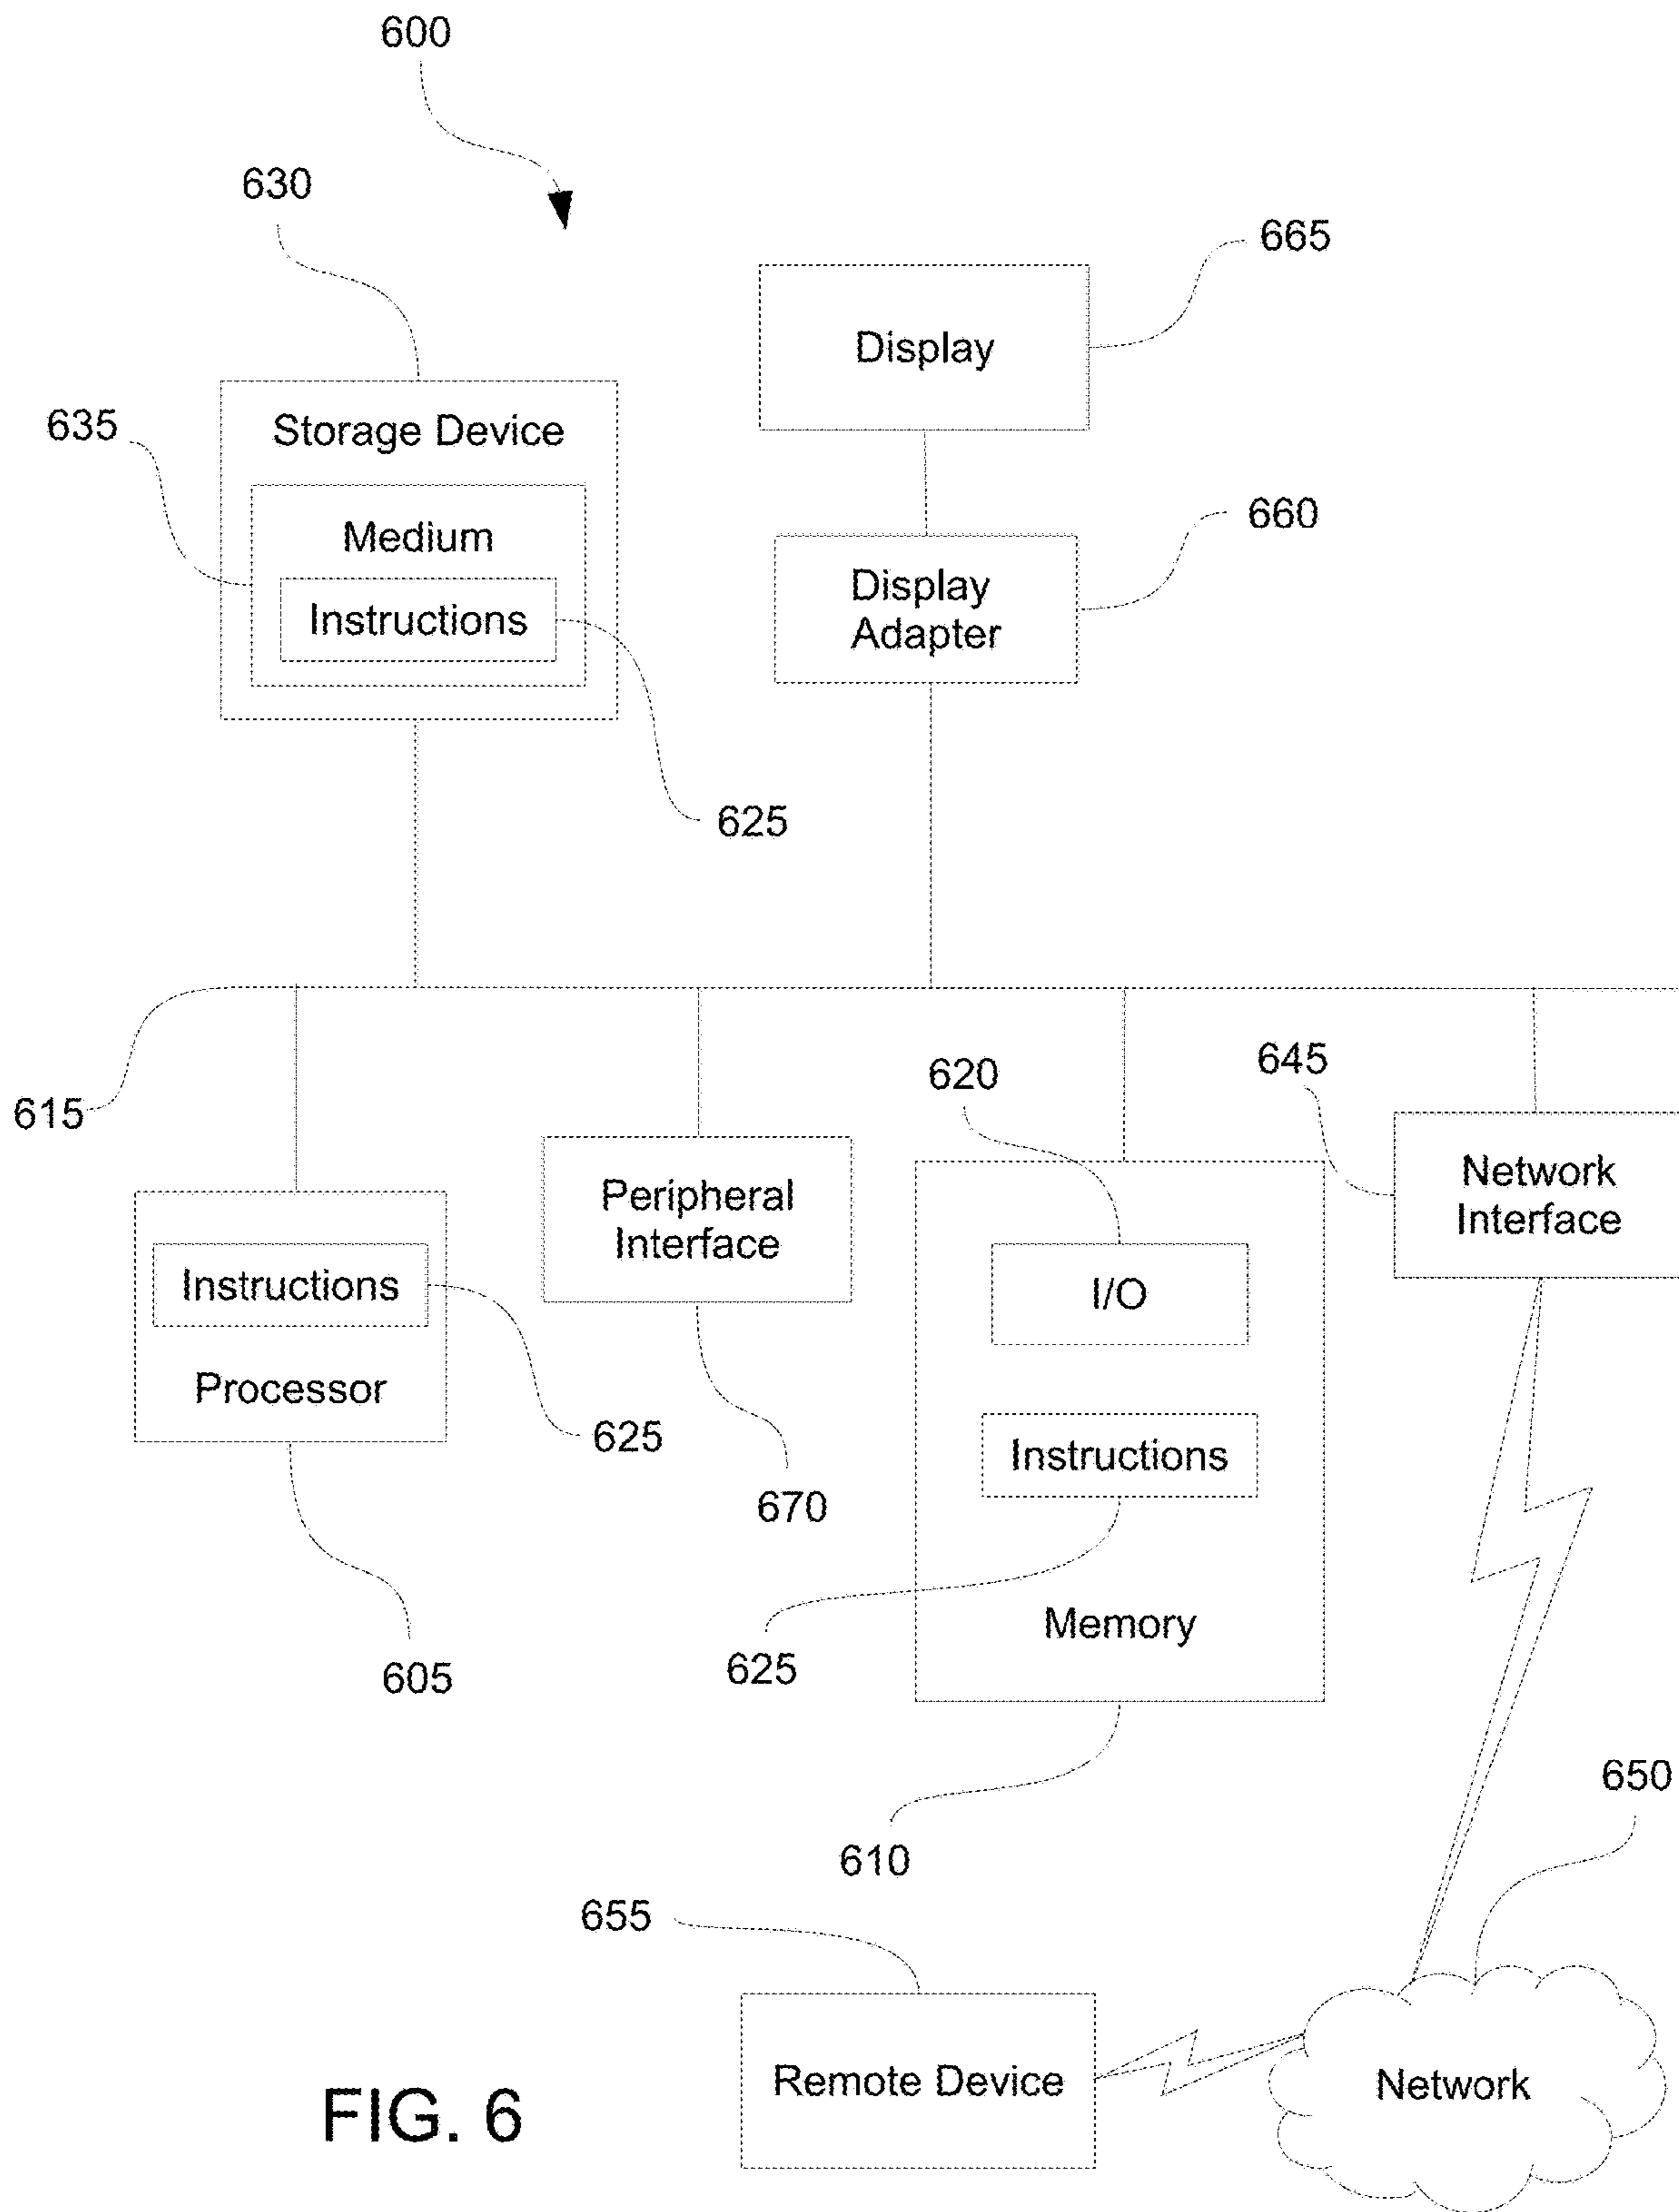 600
630
665
Display
635
Storage Device
Medium
Instructions
660
Display
Adapter
625
615
620
645
Network
Interface
Peripheral
Interface
Instructions
Processor
I/O
625
Instructions
670
Memory
605
625
650
610
655
Remote Device
Network
FIG. 6